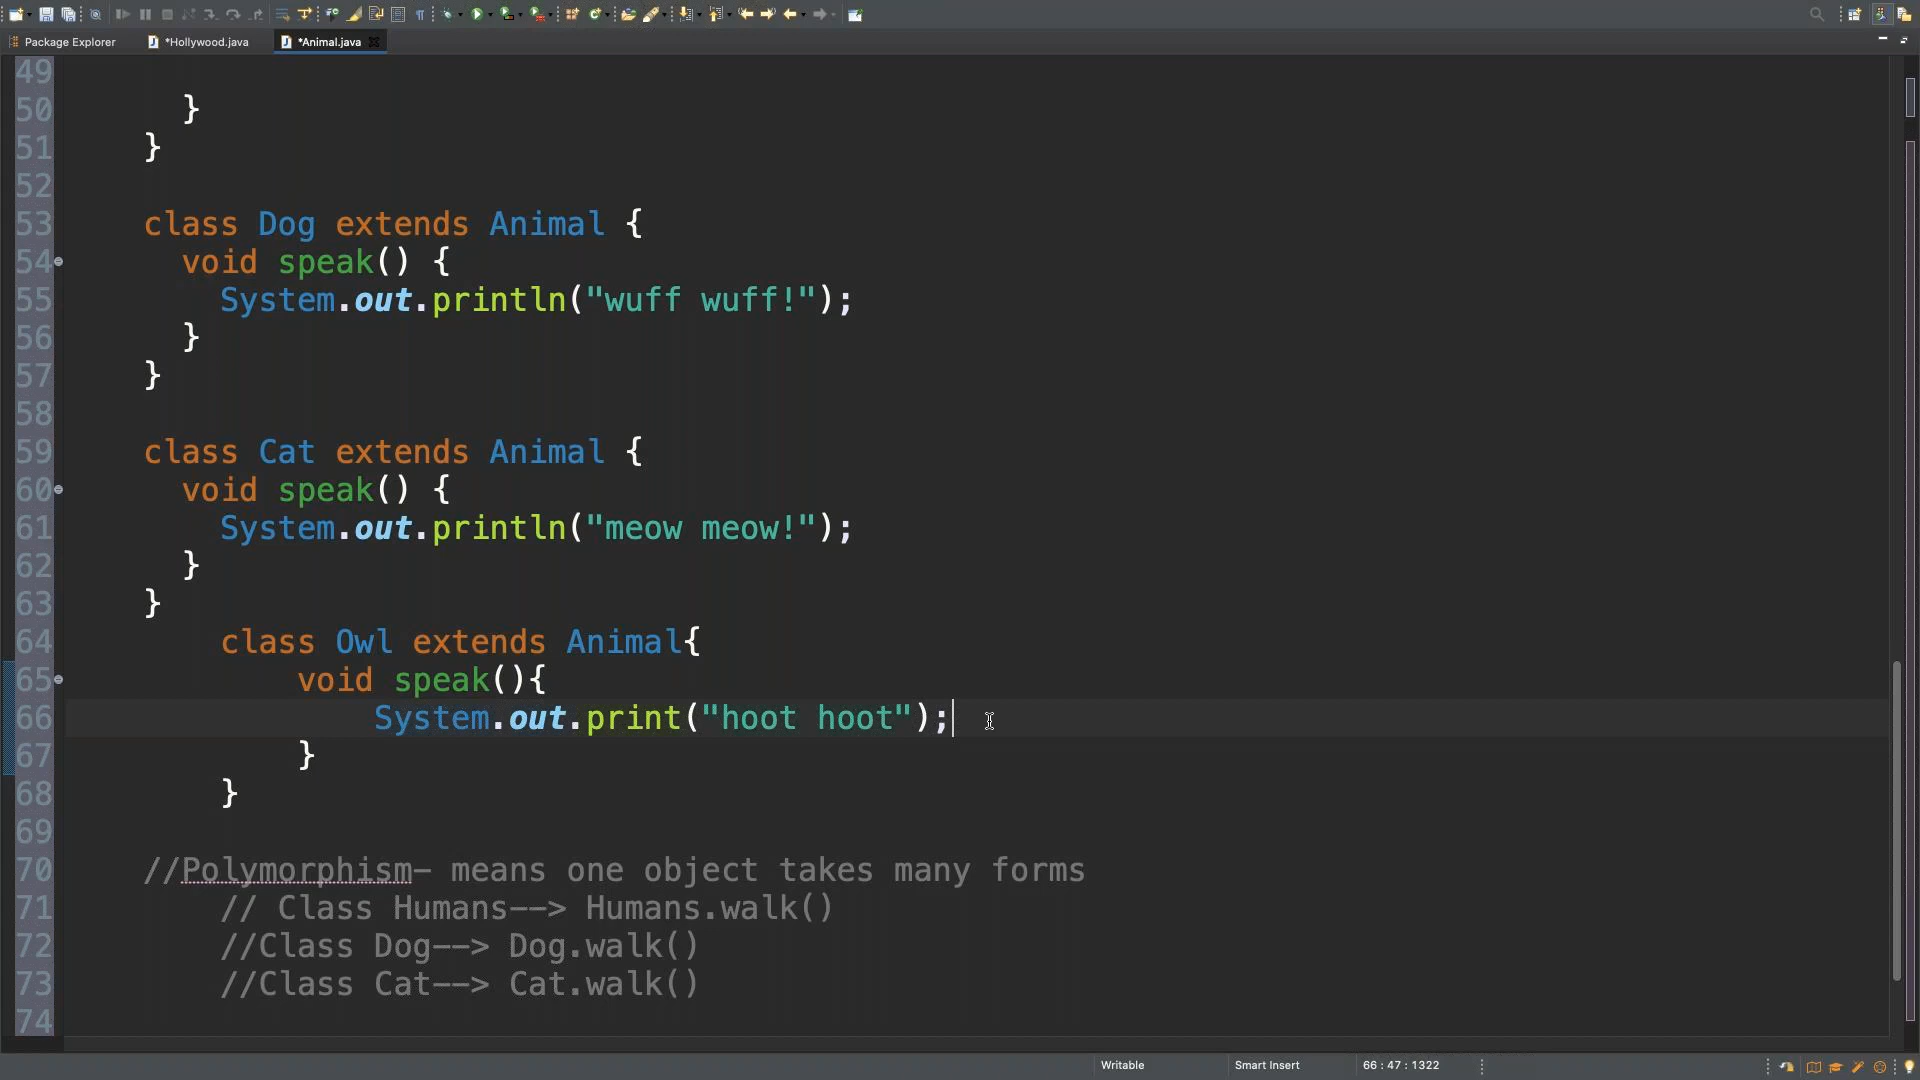 Package Explorer *Hollywood.java *Animal.java
49
50 }
51 }
52
53 class Dog extends Animal {
54 void speak() {
55 System.out.println("wuff wuff!");
56 }
57 }
58
59 class Cat extends Animal {
60 void speak() {
61 System.out.println("meow meow!");
62 }
63 }
64 class Owl extends Animal{
65 void speak(){
66 System.out.print("hoot hoot");
67 }
68 }
69
70 //Polymorphism- means one object takes many forms
71 // Class Humans--> Humans.walk()
72 //Class Dog--> Dog.walk()
73 //Class Cat--> Cat.walk()
74
Writable Smart Insert 66 : 47 : 1322